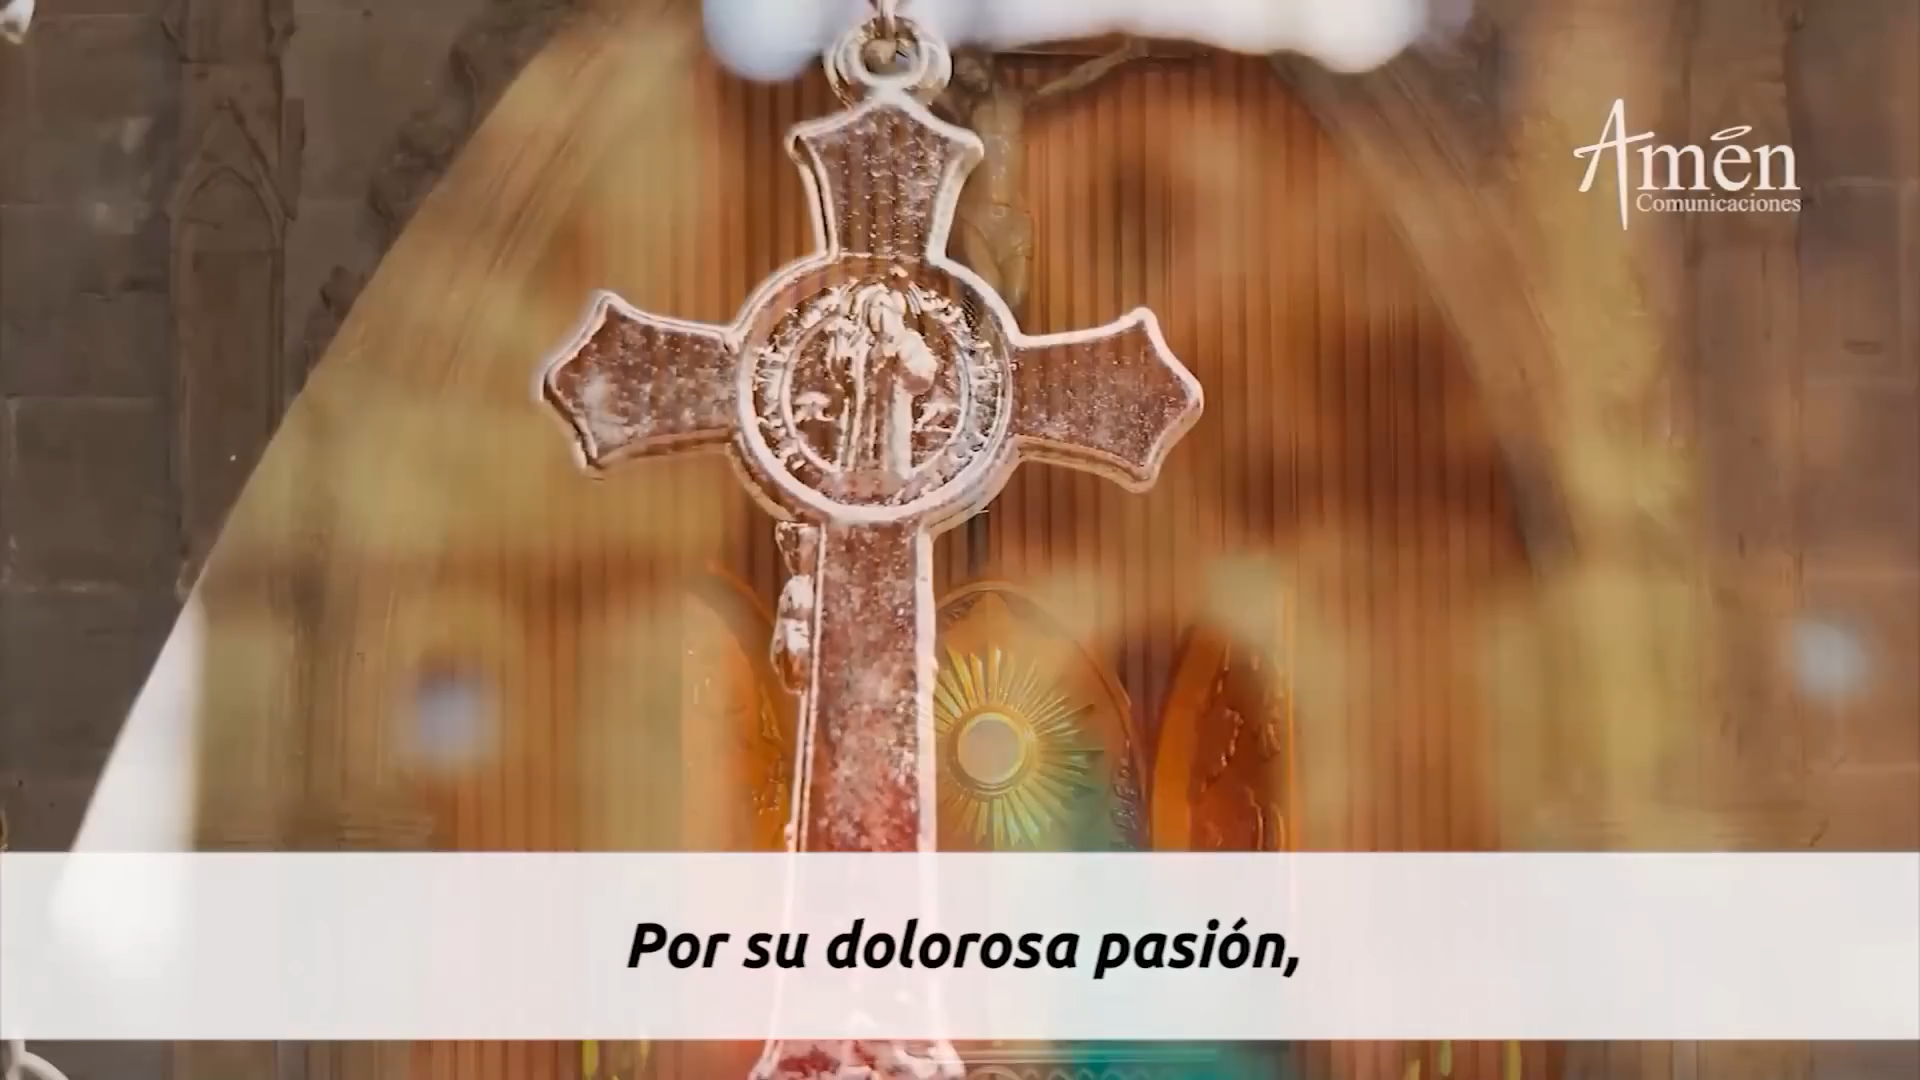 Amén
Comunicaciones
Por su dolorosa pasión,